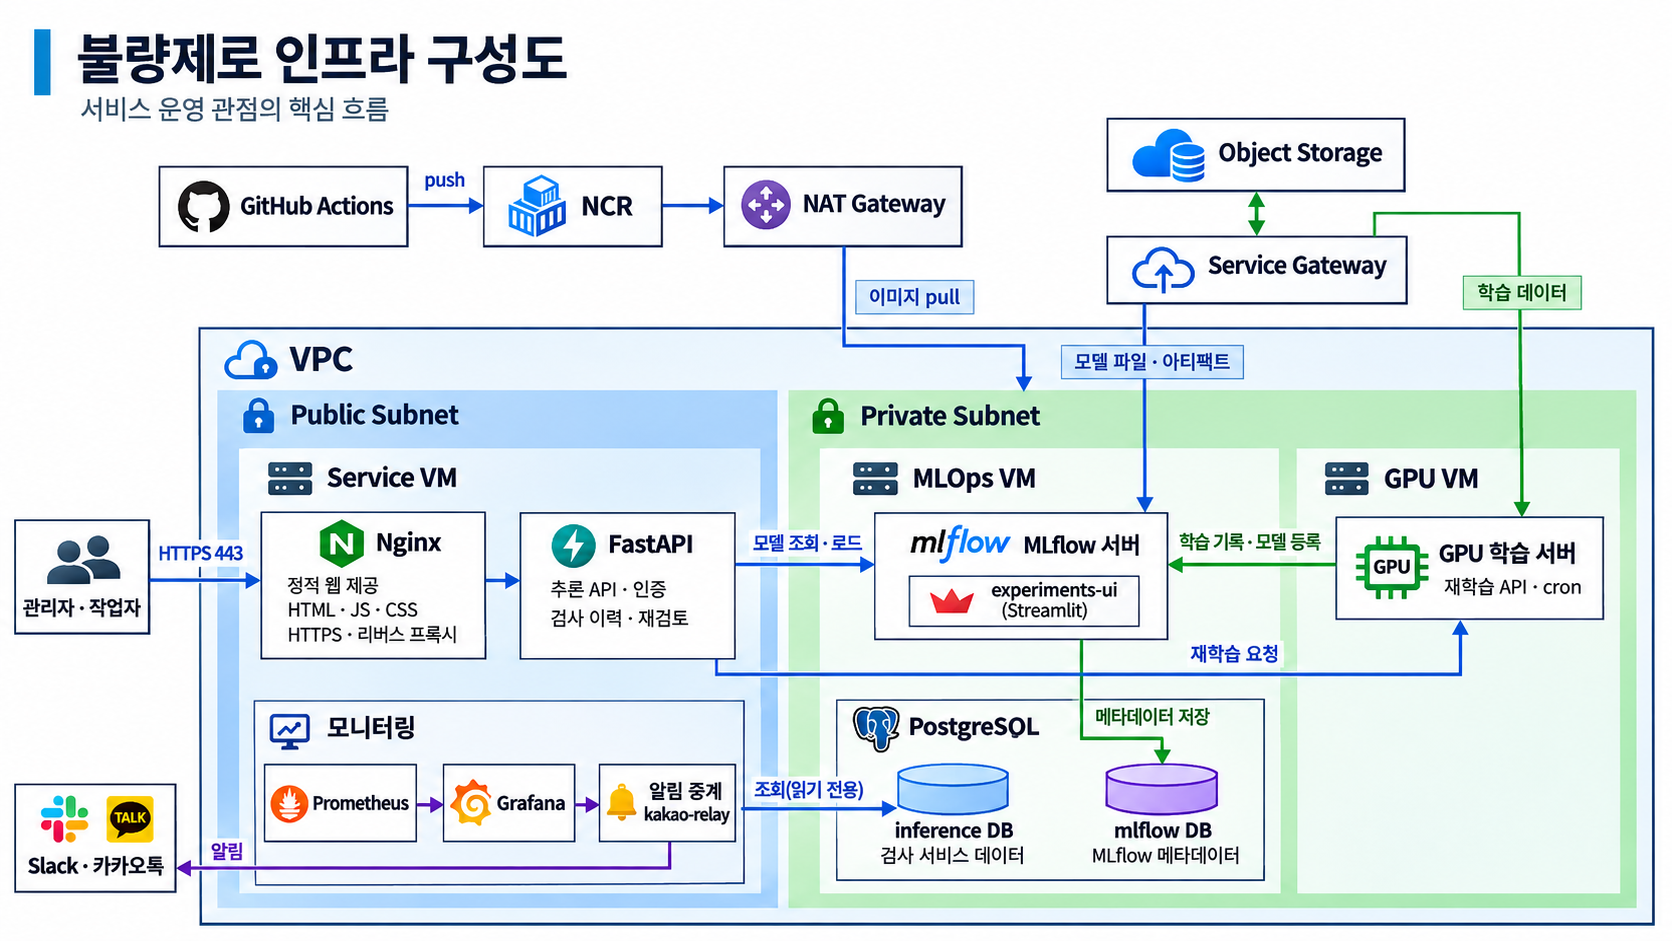 불량제로 인프라 구성도
서비스 운영 관점의 핵심 흐름
GitHub Actions
push
NCR
NAT Gateway
이미지 pull
Object Storage
Service Gateway
학습 데이터
모델 파일 · 아티팩트
VPC
Public Subnet
Service VM
관리자 · 작업자
HTTPS 443
Nginx
정적 웹 제공
HTML · JS · CSS
HTTPS · 리버스 프록시
FastAPI
추론 API · 인증
검사 이력 · 재검토
모델 조회 · 로드
Private Subnet
MLOps VM
mlflow
MLflow 서버
experiments-ui
(Streamlit)
학습 기록 · 모델 등록
GPU VM
GPU
GPU 학습 서버
재학습 API · cron
재학습 요청
모니터링
Prometheus
Grafana
알림 중계
kakao-relay
조회(읽기 전용)
알림
TALK
Slack · 카카오톡
PostgreSQL
메타데이터 저장
inference DB
검사 서비스 데이터
mlflow DB
MLflow 메타데이터